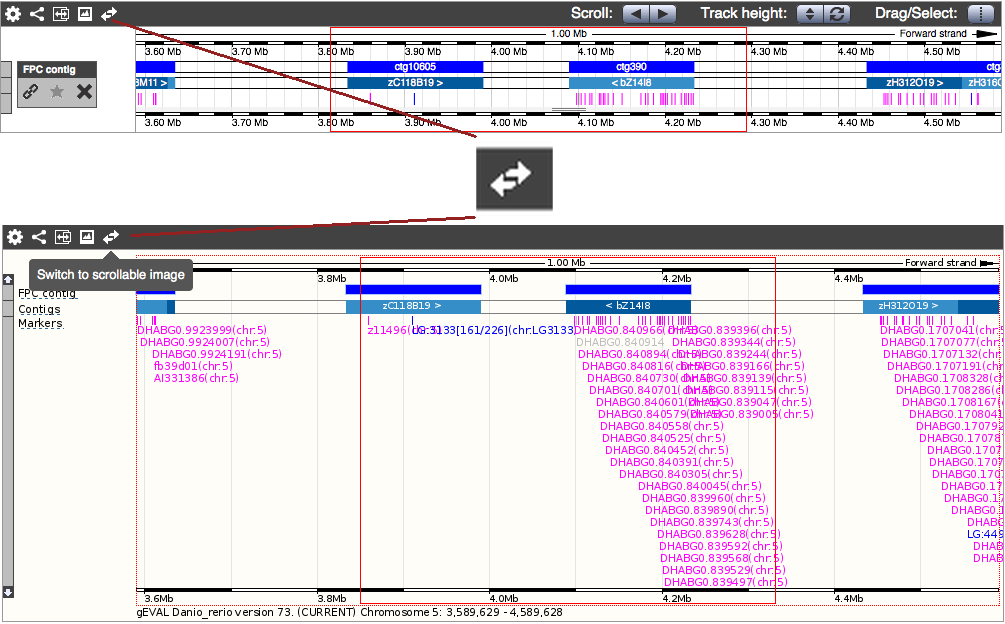 Scroll: Track height: Drag/Select:
1.00 Mb Forward strand
3.60 Mb 3.70 Mb 3.80 Mb 3.90 Mb 4.00 Mb 4.10 Mb 4.20 Mb 4.30 Mb 4.40 Mb 4.50 Mb
FPC contig
ctg10605 ctg390 ctg
3M11 > zC118B19 > < bZ14I8 zH312O19 > zH316O
3.60 Mb 3.70 Mb 3.80 Mb 3.90 Mb 4.00 Mb 4.10 Mb 4.20 Mb 4.30 Mb 4.40 Mb 4.50 Mb
Switch to scrollable image
1.00 Mb Forward strand
3.8Mb 4.0Mb 4.2Mb 4.4Mb
FPC contig
Contigs zC118B19 > < bZ14I8 zH312O19 >
Markers
DHABG0.9923999(chr:5) z11496( LG:3133[161/226](chr:LG3133 DHABG0.840966( DHABG0.839396(chr:5) DHABG0.1707041(chr:
DHABG0.9924007(chr:5) DHABG0.840914 DHABG0.839344(chr:5) DHABG0.1707077(chr:
DHABG0.9924191(chr:5) DHABG0.840894(chr:5) DHABG0.839244(chr:5) DHABG0.1707132(chr:
fb39d01(chr:5) DHABG0.840816(chr:5) DHABG0.839166(chr:5) DHABG0.1707191(chr:
AI331386(chr:5) DHABG0.840730(chr:5) DHABG0.839139(chr:5) DHABG0.1708328(chr
DHABG0.840701(chr:5) DHABG0.839115(chr:5) DHABG0.1708286(ch
DHABG0.840601(chr:5) DHABG0.839047(chr:5) DHABG0.1708167(c
DHABG0.840579(chr:5) DHABG0.839005(chr:5) DHABG0.1708041
DHABG0.840558(chr:5) DHABG0.170792
DHABG0.840525(chr:5) DHABG0.17078
DHABG0.840452(chr:5) DHABG0.1707
DHABG0.840391(chr:5) DHABG0.1707
DHABG0.840305(chr:5) DHABG0.170
DHABG0.840045(chr:5) DHABG0.17
DHABG0.839960(chr:5) DHABG0.1
DHABG0.839890(chr:5) DHABG0.
DHABG0.839743(chr:5) DHABG
DHABG0.839628(chr:5) LG:449
DHABG0.839592(chr:5) DHAB
DHABG0.839568(chr:5) DHAB
DHABG0.839529(chr:5)
DHABG0.839497(chr:5)
3.6Mb 3.8Mb 4.0Mb 4.2Mb 4.4Mb
gEVAL Danio_rerio version 73. (CURRENT) Chromosome 5: 3,589,629 - 4,589,628